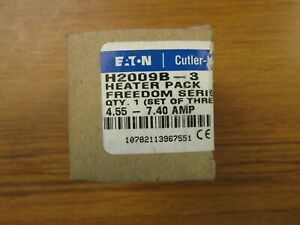 EATON Cutler-
H2009B-3
HEATER PACK
FREEDOM SERIE
QTY. 1 (SET OF THRE
4.55 - 7.40 AMP
10782113967551 CE